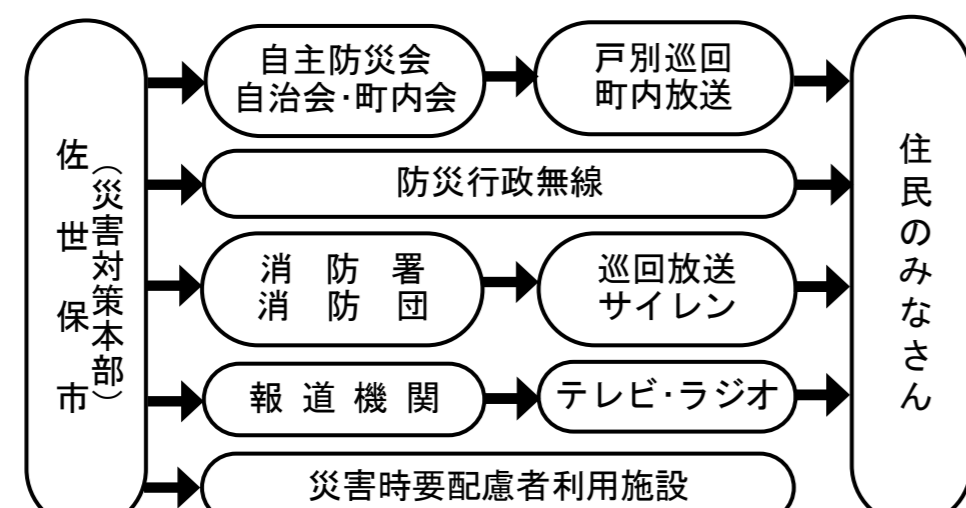 佐世保市
（災害対策本部）
自主防災会
自治会・町内会
戸別巡回
町内放送
防災行政無線
消防署
消防団
巡回放送
サイレン
報道機関
テレビ・ラジオ
災害時要配慮者利用施設
住民のみなさん